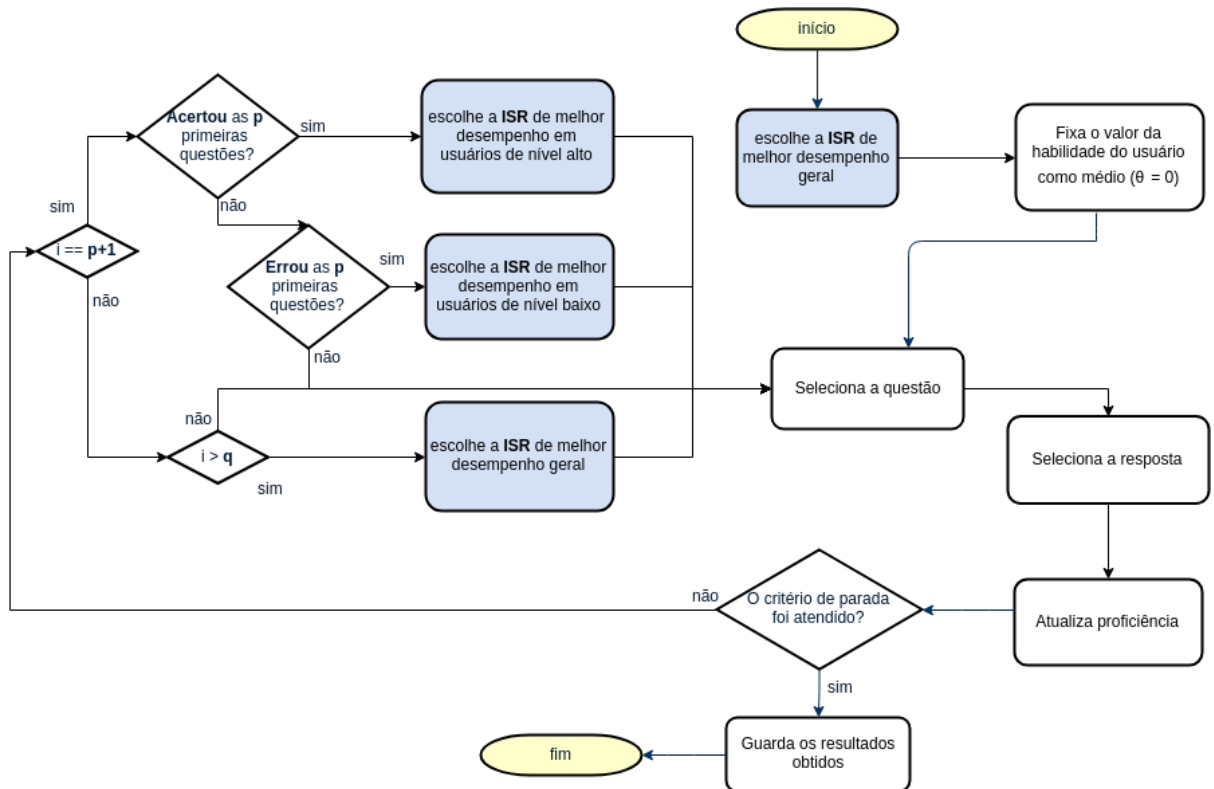 início
escolhe a ISR de
melhor desempenho
geral
Fixa o valor da
habilidade do usuário
como médio (θ = 0)
Acertou as p
primeiras
questões?
sim
escolhe a ISR de melhor
desempenho em
usuários de nível alto
não
sim
i == p+1
não
Errou as p
primeiras
questões?
sim
escolhe a ISR de melhor
desempenho em
usuários de nível baixo
não
não
i > q
sim
escolhe a ISR de melhor
desempenho geral
Seleciona a questão
Seleciona a resposta
Atualiza proficiência
O critério de parada
foi atendido?
não
sim
Guarda os resultados
obtidos
fim